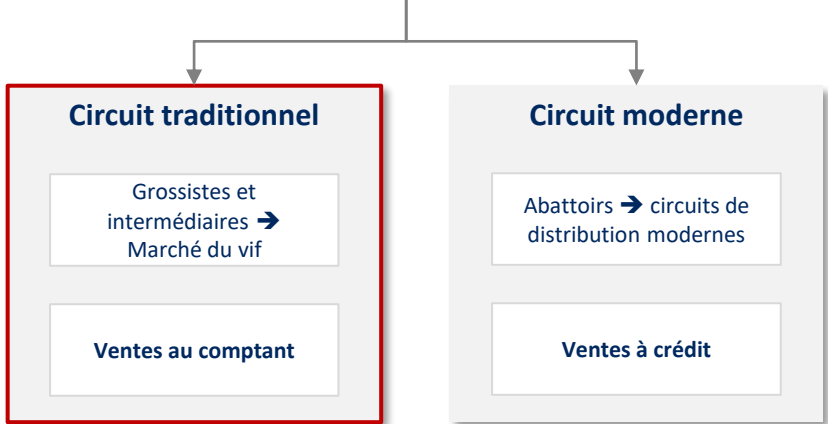 Circuit traditionnel
Grossistes et
intermédiaires ➔
Marché du vif
Ventes au comptant
Circuit moderne
Abattoirs ➔ circuits de
distribution modernes
Ventes à crédit